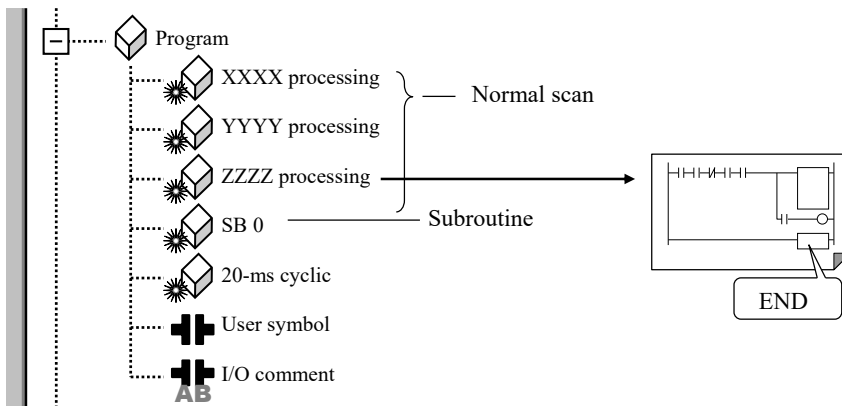 Program
XXXX processing
Normal scan
YYYY processing
ZZZZ processing
SB 0
Subroutine
20-ms cyclic
END
User symbol
I/O comment
AB